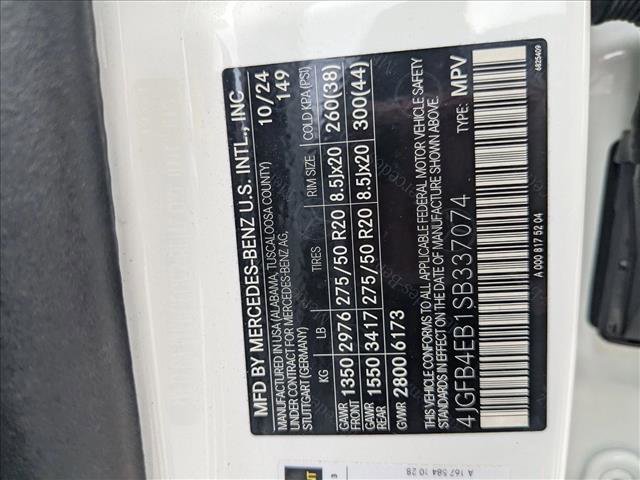 MFD BY MERCEDES-BENZ U.S. INTL., INC 10/24
MANUFACTURED IN USA (ALABAMA, TUSCALOOSA COUNTY) 149
UNDER CONTRACT FOR MERCEDES-BENZ AG,
STUTTGART (GERMANY)
KG LB TIRES RIM SIZE COLD KPA (PSI)
GAWR FRONT 1350 2976 275/50 R20 8.5Jx20 260(38)
GAWR REAR 1550 3417 275/50 R20 8.5Jx20 300(44)
GVWR 2800 6173
THIS VEHICLE CONFORMS TO ALL APPLICABLE FEDERAL MOTOR VEHICLE SAFETY
STANDARDS IN EFFECT ON THE DATE OF MANUFACTURE SHOWN ABOVE.
4JGFB4EB1SB337074 TYPE: MPV
A 000 817 52 04
6825409
A 167 584 10 28